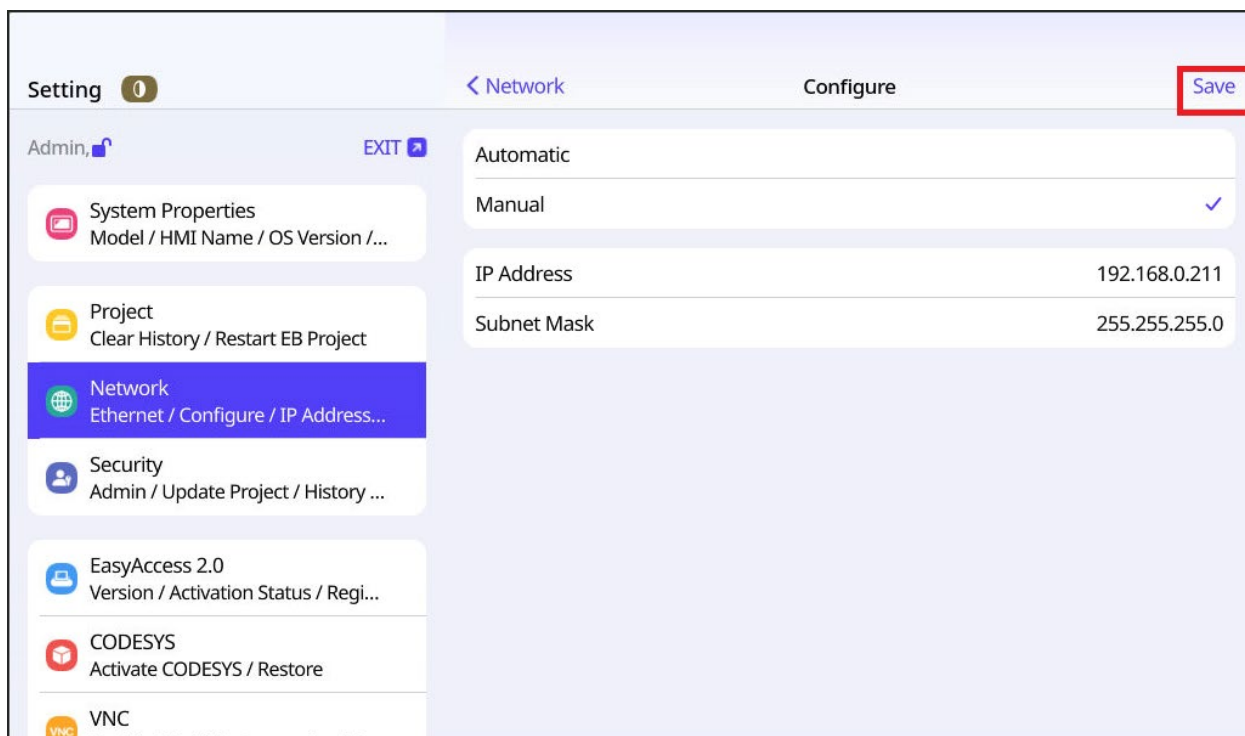 Setting
Network
Configure
Save
Admin,
EXIT
System Properties
Model / HMI Name / OS Version /...
Project
Clear History / Restart EB Project
Network
Ethernet / Configure / IP Address...
Security
Admin / Update Project / History ...
EasyAccess 2.0
Version / Activation Status / Regi...
CODESYS
Activate CODESYS / Restore
VNC
VNC
Automatic
Manual
IP Address 192.168.0.211
Subnet Mask 255.255.255.0